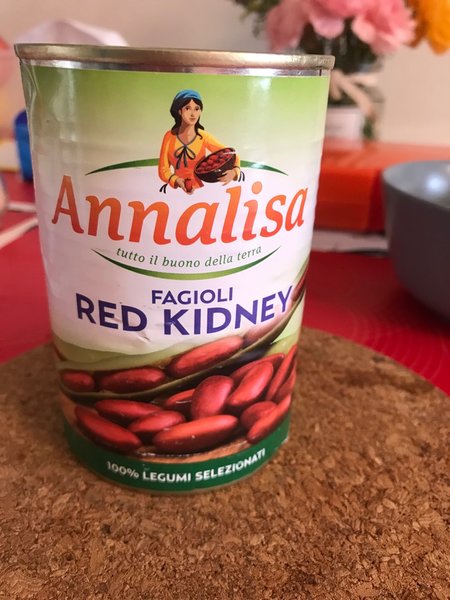 Annalisa
tutto il buono della terra
FAGIOLI
RED KIDNEY
100% LEGUMI SELEZIONATI